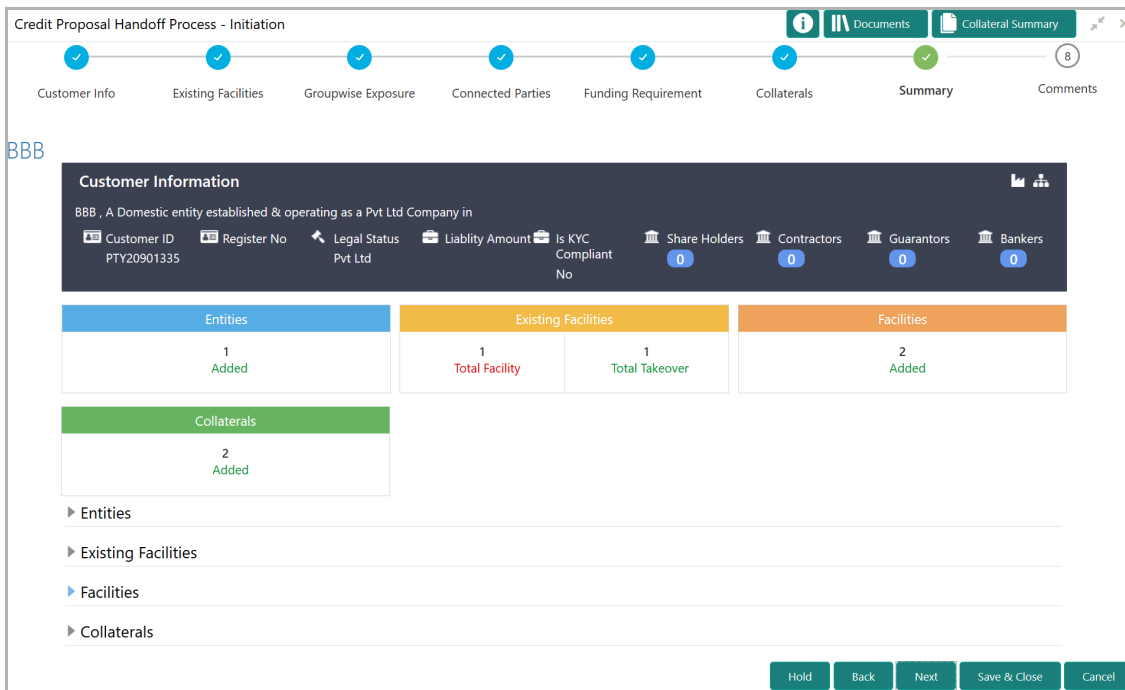 Credit Proposal Handoff Process - Initiation
i Documents Collateral Summary
8
Customer Info Existing Facilities Groupwise Exposure Connected Parties Funding Requirement Collaterals Summary Comments
BBB
Customer Information
BBB , A Domestic entity established & operating as a Pvt Ltd Company in
Customer ID Register No Legal Status Liablity Amount Is KYC Share Holders Contractors Guarantors Bankers
PTY20901335 Pvt Ltd Compliant 0 0 0 0
No
Entities Existing Facilities Facilities
1 1 1 2
Added Total Facility Total Takeover Added
Collaterals
2
Added
Entities
Existing Facilities
Facilities
Collaterals
Hold Back Next Save & Close Cancel